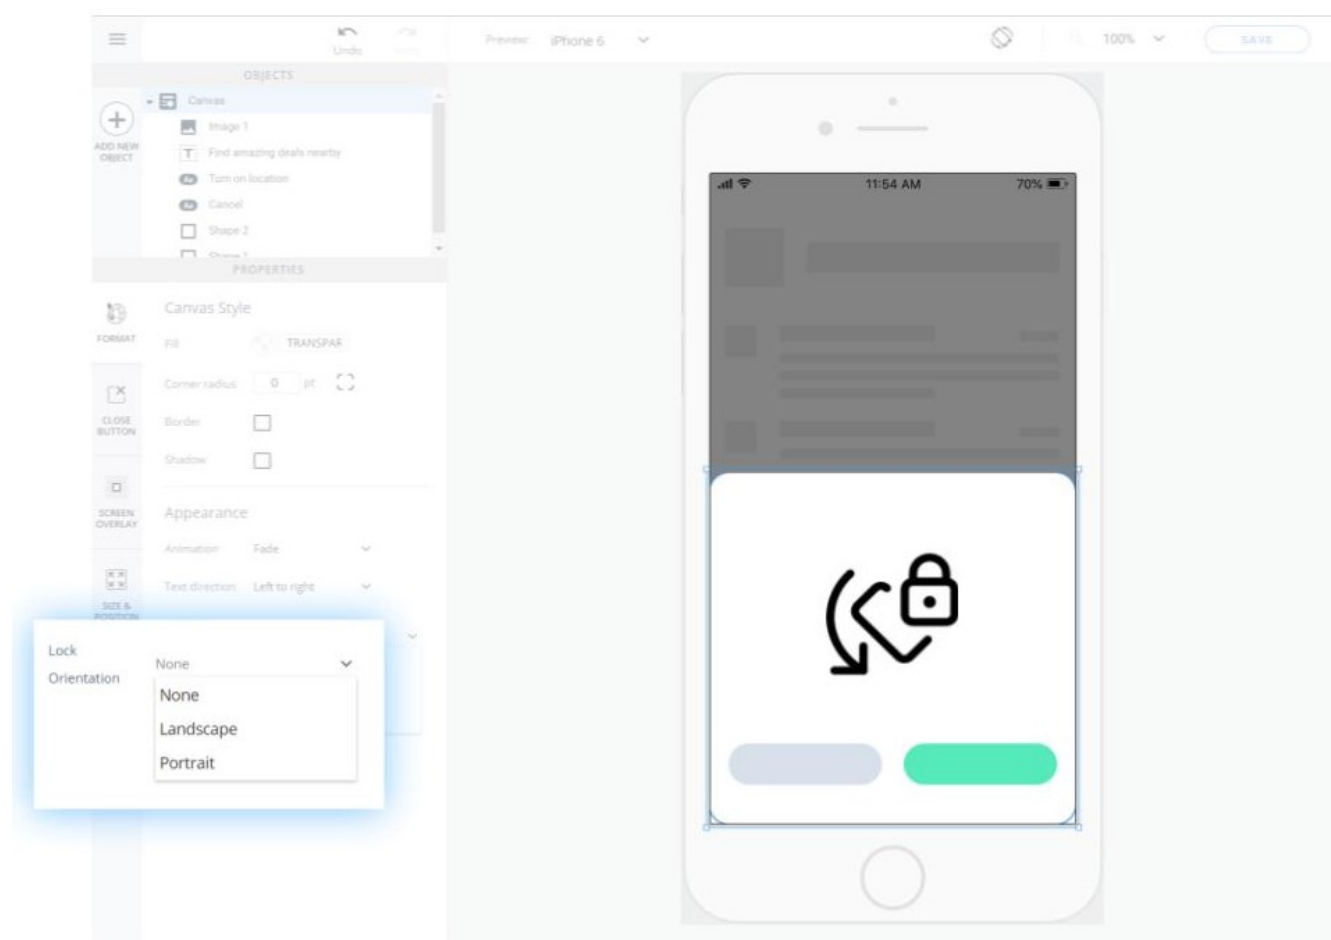 Undo
Preview: iPhone 6
100%
SAVE
OBJECTS
Canvas
ADD NEW
OBJECT
Image 1
T Find amazing deals nearby
Aa Turn on location
Aa Cancel
Shape 2
PROPERTIES
FORMAT
Canvas Style
Fill TRANSPAR
Corner radius 0 pt
CLOSE
BUTTON
Border
Shadow
SCREEN
OVERLAY
Appearance
Animation Fade
Text direction Left to right
SIZE &
POSITION
Lock
Orientation
None
None
Landscape
Portrait
11:54 AM
70%